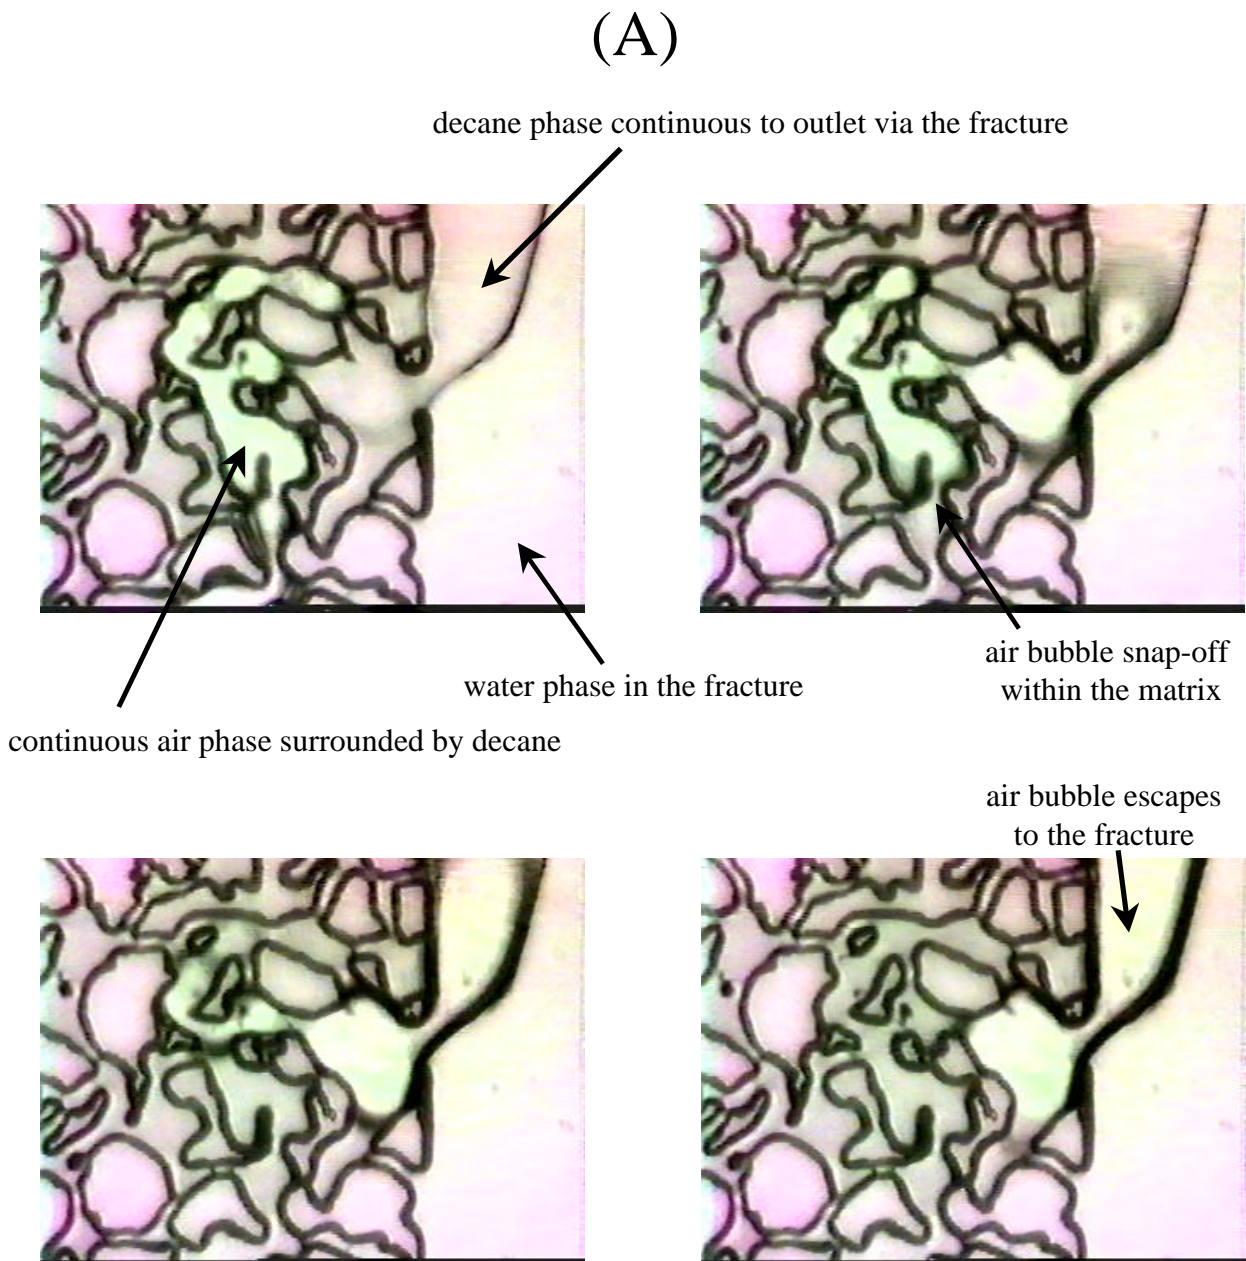 (A)
decane phase continuous to outlet via the fracture
air bubble snap-off
within the matrix
water phase in the fracture
continuous air phase surrounded by decane
air bubble escapes
to the fracture